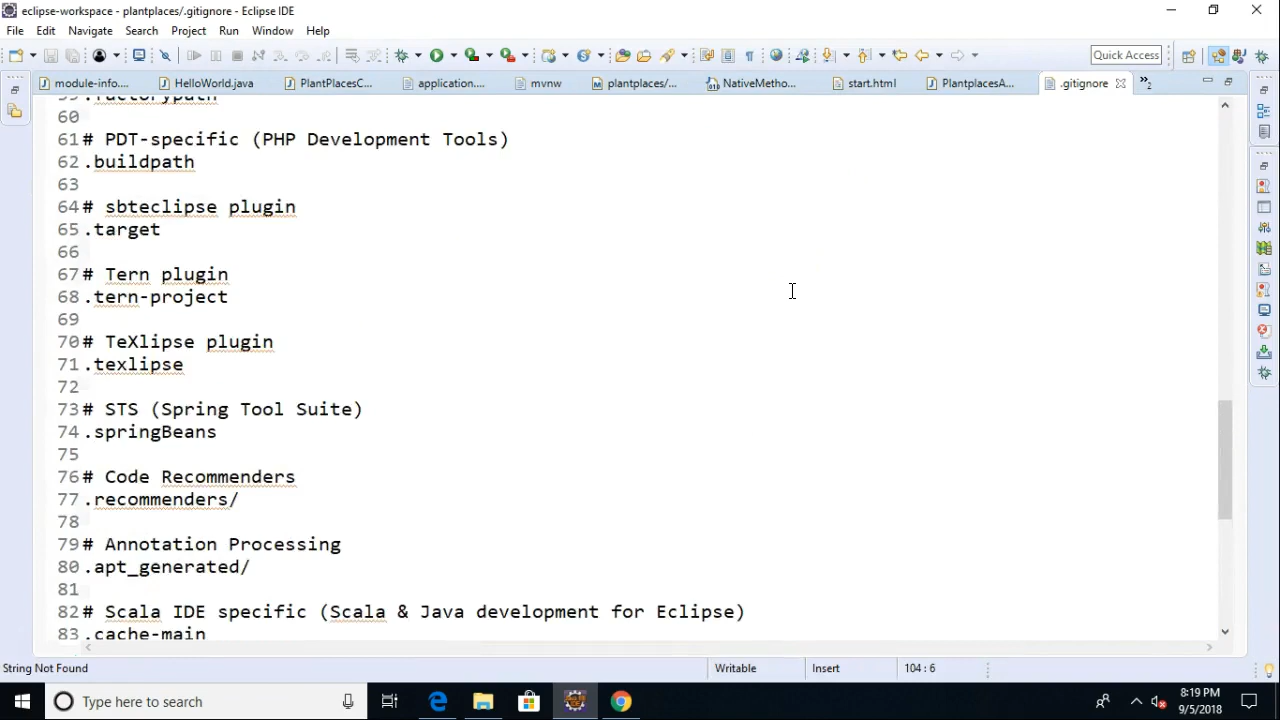 eclipse-workspace - plantplaces/.gitignore - Eclipse IDE
File Edit Navigate Search Project Run Window Help
Quick Access
module-info.... HelloWorld.java PlantPlacesC... application.... mvnw plantplaces/... NativeMetho... start.html PlantplacesA... .gitignore »2
59 .factorypath
60
61 # PDT-specific (PHP Development Tools)
62 .buildpath
63
64 # sbteclipse plugin
65 .target
66
67 # Tern plugin
68 .tern-project
69
70 # TeXlipse plugin
71 .texlipse
72
73 # STS (Spring Tool Suite)
74 .springBeans
75
76 # Code Recommenders
77 .recommenders/
78
79 # Annotation Processing
80 .apt_generated/
81
82 # Scala IDE specific (Scala & Java development for Eclipse)
83 .cache-main
String Not Found Writable Insert 104 : 6
Type here to search
8:19 PM
9/5/2018